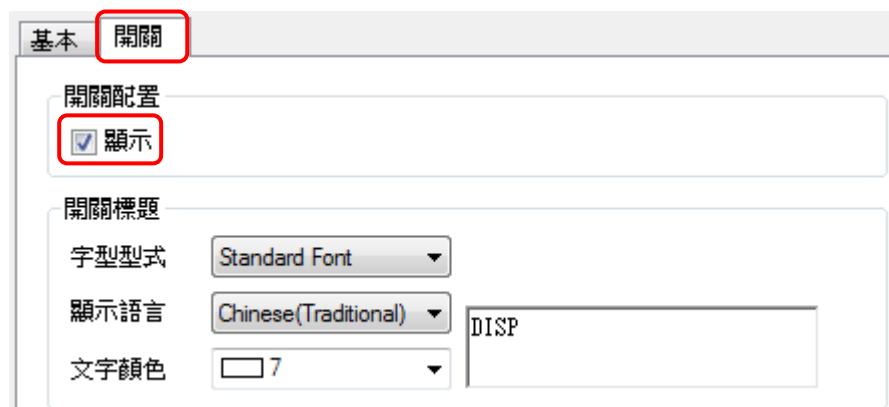 基本 開關
開關配置
顯示
開關標題
字型型式 Standard Font
顯示語言 Chinese(Traditional) DISP
文字顏色 7